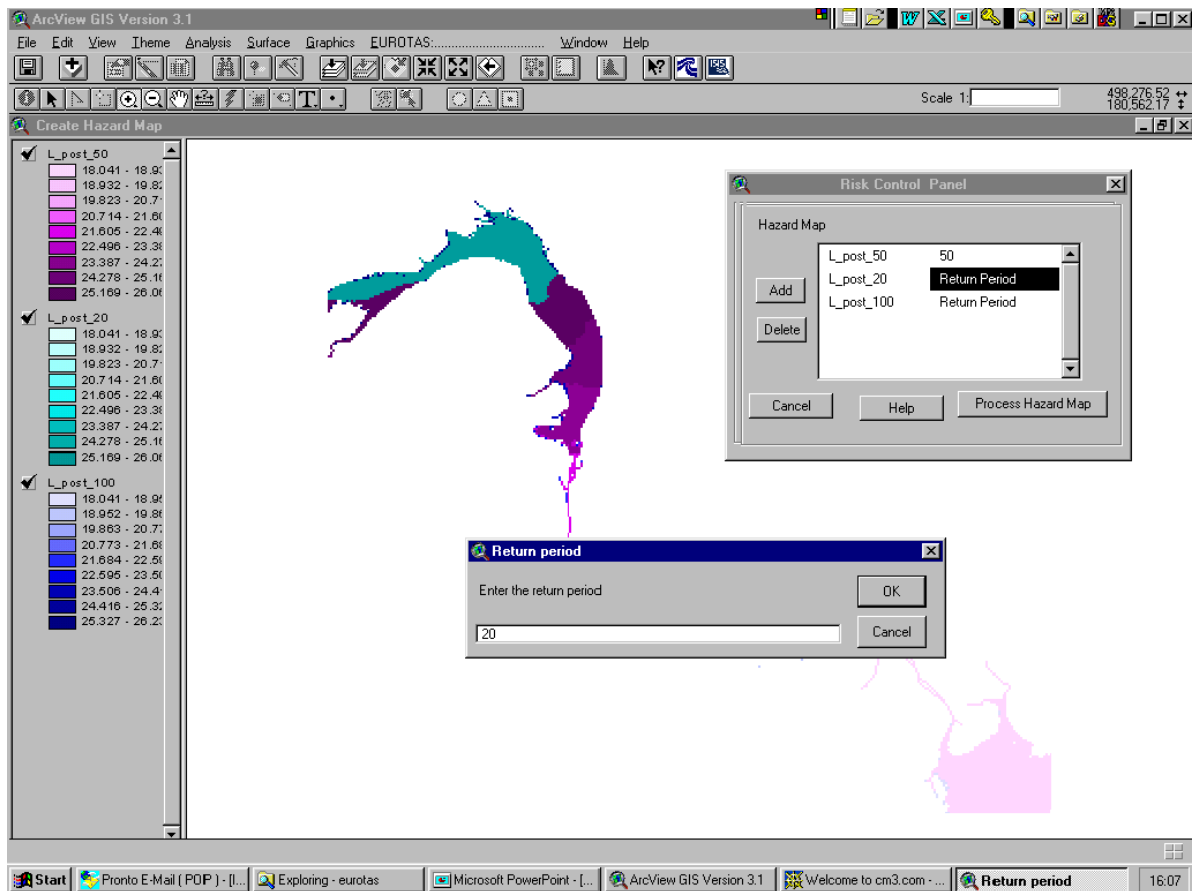 ArcView GIS Version 3.1
File Edit View Theme Analysis Surface Graphics EUROTAS:.............................. Window Help
Scale 1:
498,276.52
180,562.17
Create Hazard Map
L_post_50
18.041 - 18.93
18.932 - 19.82
19.823 - 20.7
20.714 - 21.60
21.605 - 22.4
22.496 - 23.38
23.387 - 24.2
24.278 - 25.16
25.169 - 26.06
L_post_20
18.041 - 18.93
18.932 - 19.82
19.823 - 20.7
20.714 - 21.60
21.605 - 22.4
22.496 - 23.38
23.387 - 24.2
24.278 - 25.16
25.169 - 26.06
L_post_100
18.041 - 18.95
18.952 - 19.86
19.863 - 20.77
20.773 - 21.68
21.684 - 22.59
22.595 - 23.50
23.506 - 24.4
24.416 - 25.32
25.327 - 26.23
Risk Control Panel
Hazard Map
L_post_50 50
L_post_20 Return Period
L_post_100 Return Period
Add
Delete
Cancel
Help
Process Hazard Map
Return period
Enter the return period
OK
20
Cancel
Start
Pronto E-Mail ( POP ) - [I...
Exploring - eurotas
Microsoft PowerPoint - [...
ArcView GIS Version 3.1
Welcome to cm3.com - ...
Return period
16:07